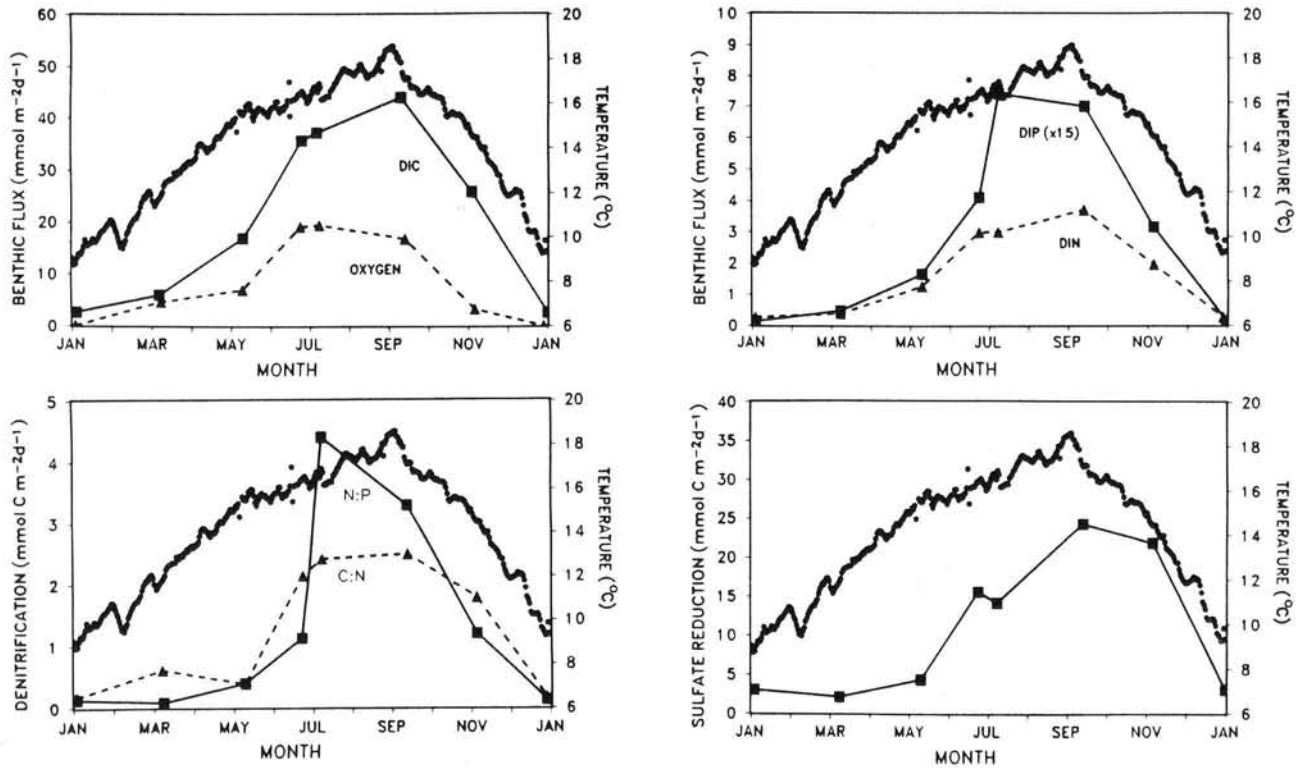 60
50
40
30
20
10
0
BENTHIC FLUX (mmol m⁻²d⁻¹)
20
18
16
14
12
10
8
6
TEMPERATURE (°C)
DIC
OXYGEN
JAN MAR MAY JUL SEP NOV JAN
MONTH
10
9
8
7
6
5
4
3
2
1
0
BENTHIC FLUX (mmol m⁻²d⁻¹)
20
18
16
14
12
10
8
6
TEMPERATURE (°C)
DIP (x15)
DIN
JAN MAR MAY JUL SEP NOV JAN
MONTH
5
4
3
2
1
0
DENITRIFICATION (mmol C m⁻²d⁻¹)
20
18
16
14
12
10
8
6
TEMPERATURE (°C)
N:P
C:N
JAN MAR MAY JUL SEP NOV JAN
MONTH
40
35
30
25
20
15
10
5
0
SULFATE REDUCTION (mmol C m⁻²d⁻¹)
20
18
16
14
12
10
8
6
TEMPERATURE (°C)
JAN MAR MAY JUL SEP NOV JAN
MONTH